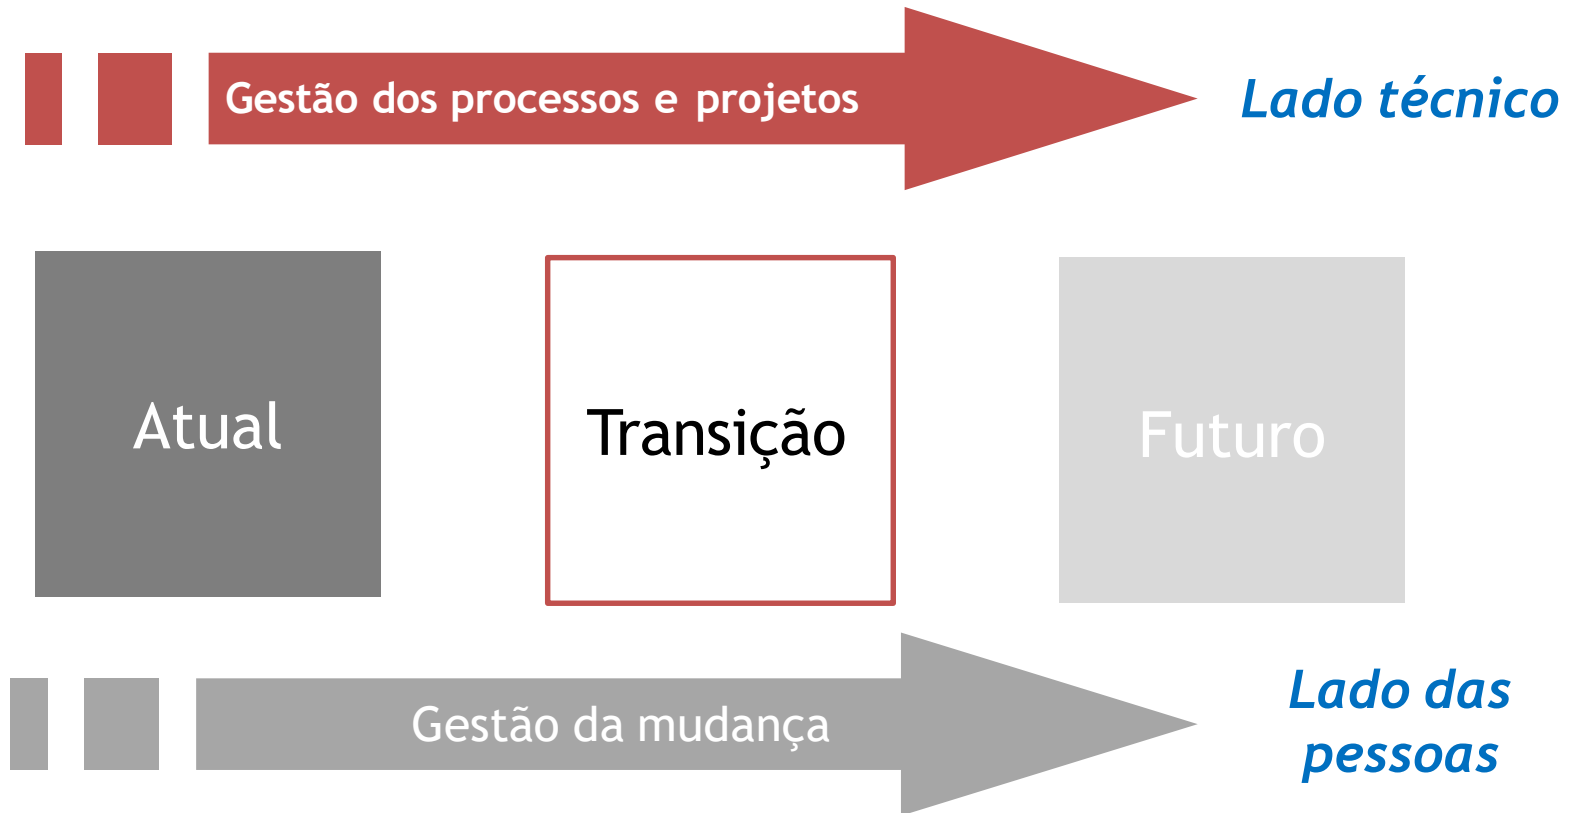 Gestão dos processos e projetos
Lado técnico
Atual
Transição
Futuro
Gestão da mudança
Lado das
pessoas